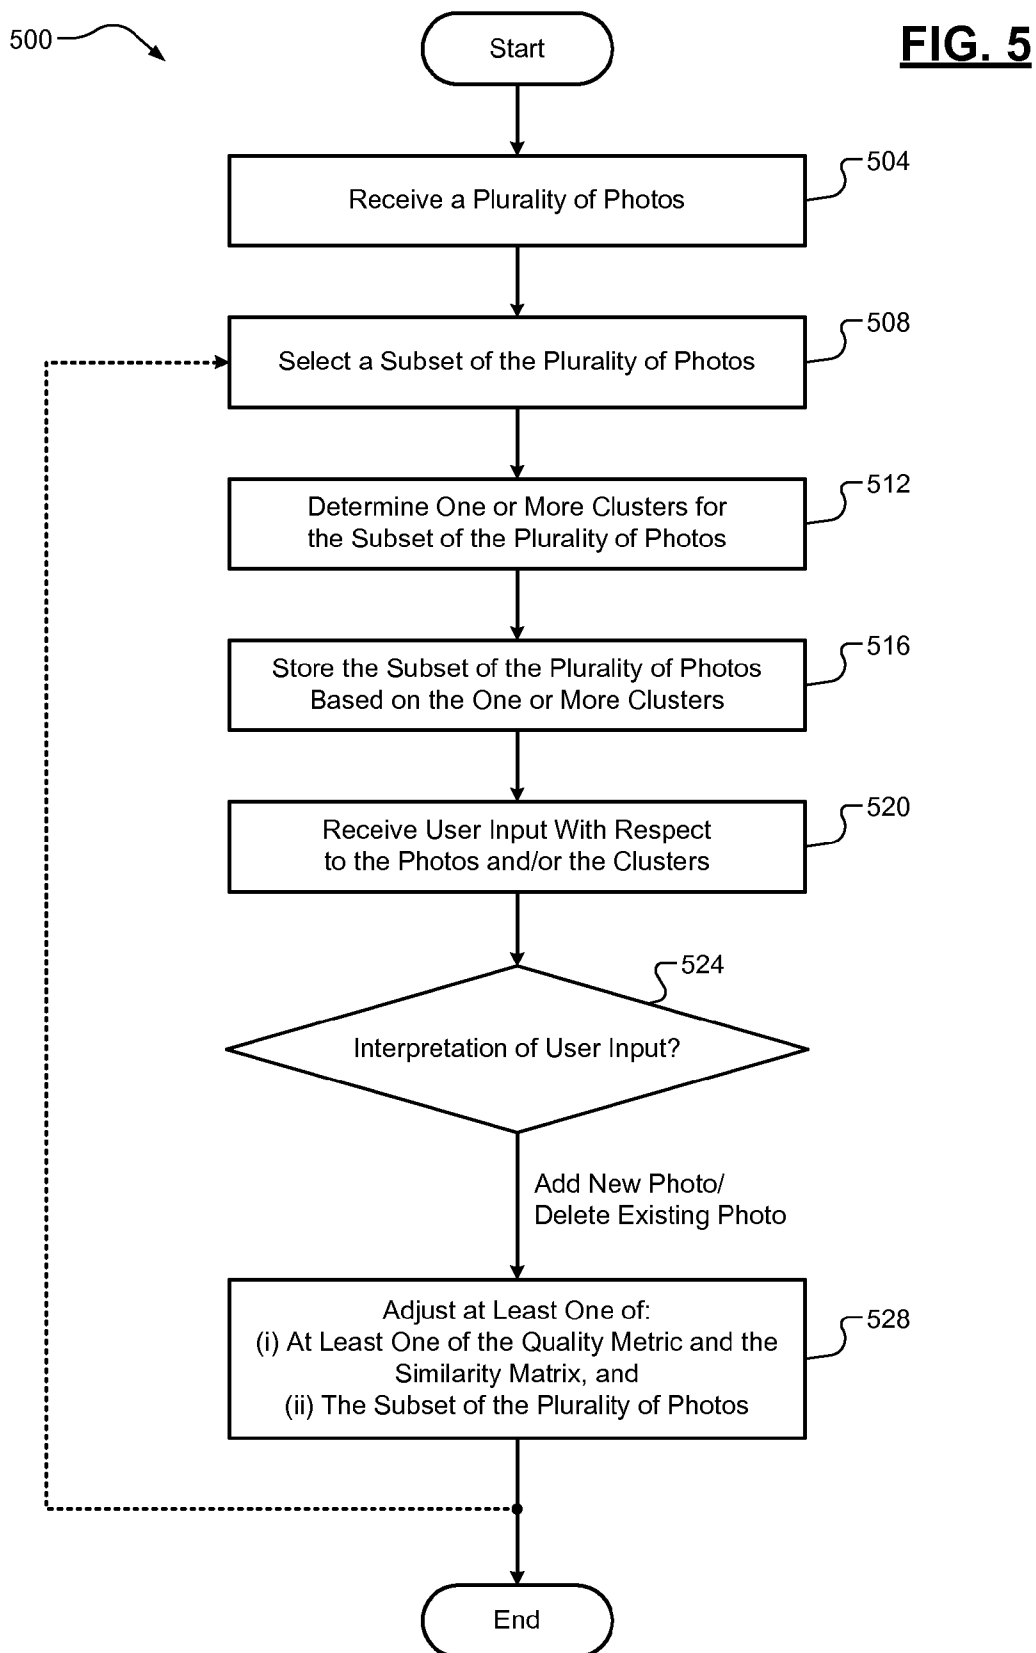 500
FIG. 5
Start
504
Receive a Plurality of Photos
508
Select a Subset of the Plurality of Photos
512
Determine One or More Clusters for
the Subset of the Plurality of Photos
516
Store the Subset of the Plurality of Photos
Based on the One or More Clusters
520
Receive User Input With Respect
to the Photos and/or the Clusters
524
Interpretation of User Input?
Add New Photo/
Delete Existing Photo
528
Adjust at Least One of:
(i) At Least One of the Quality Metric and the
Similarity Matrix, and
(ii) The Subset of the Plurality of Photos
End